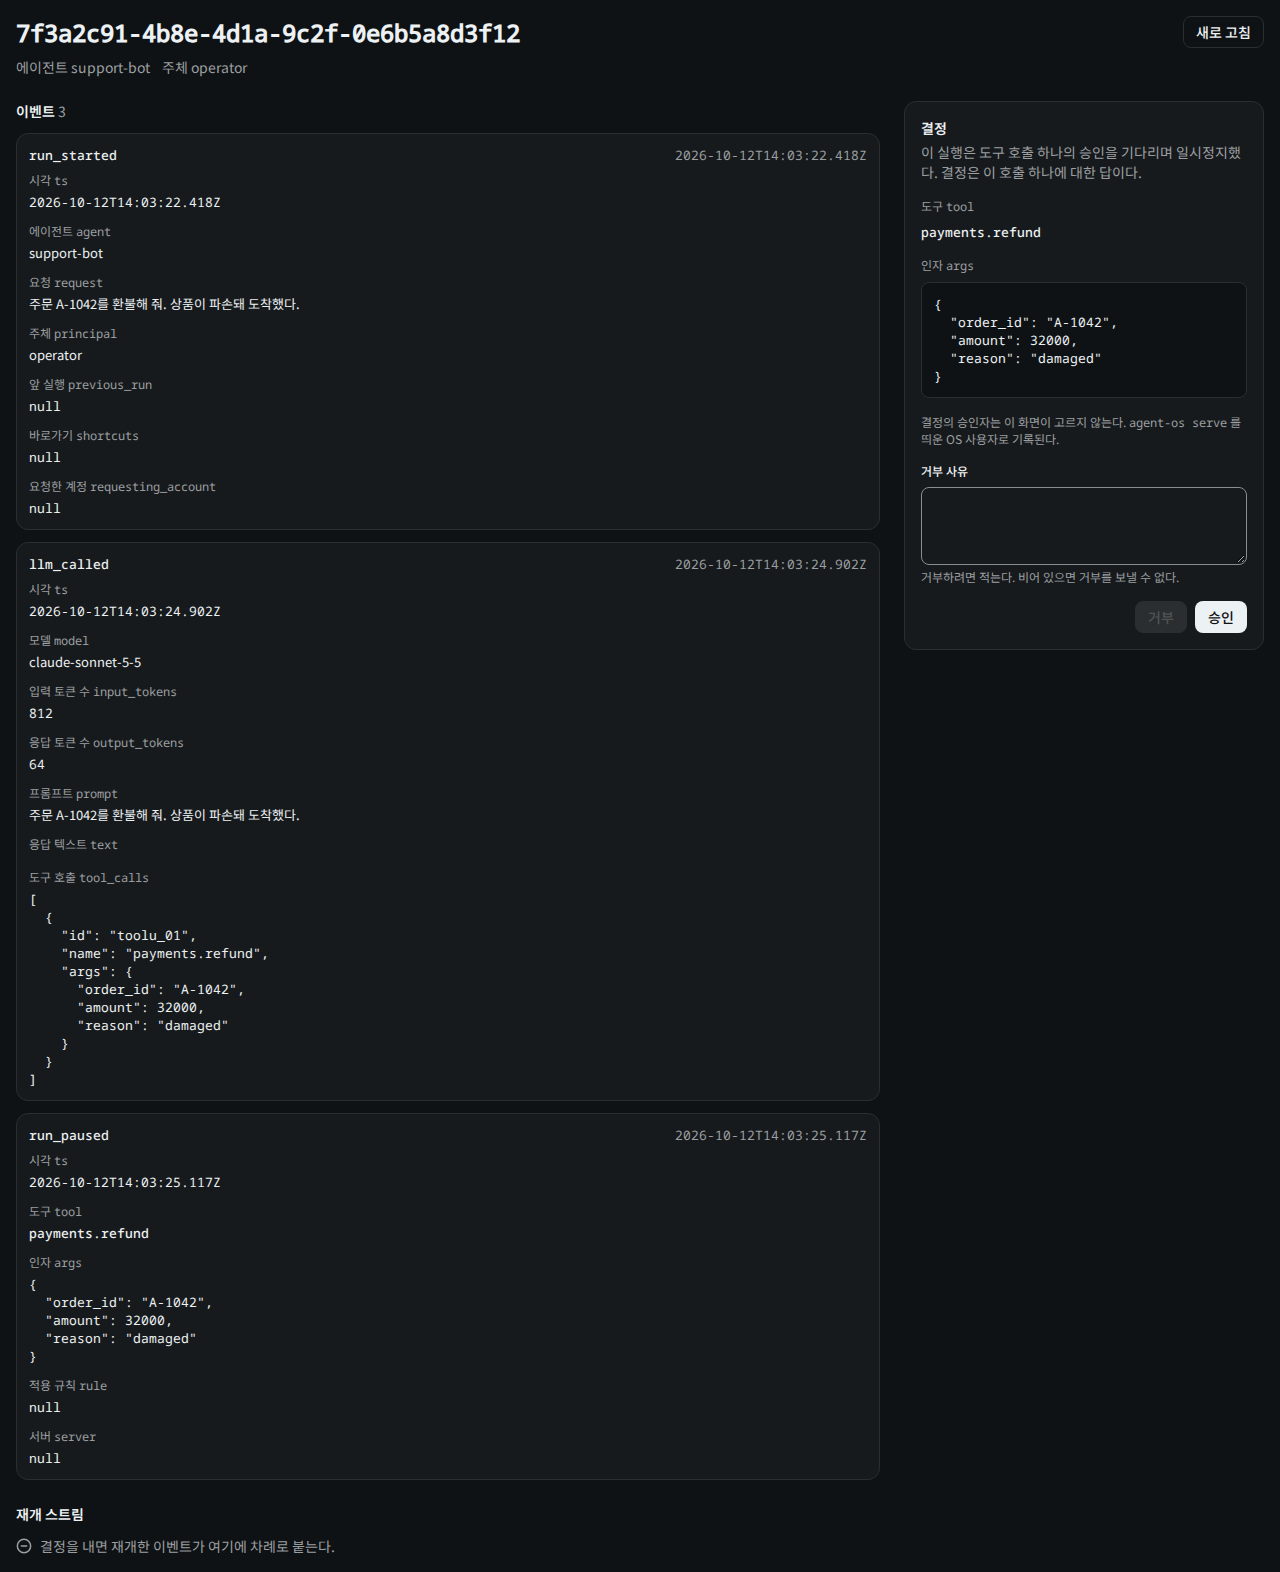 7f3a2c91-4b8e-4d1a-9c2f-0e6b5a8d3f12
새로 고침
에이전트 support-bot 주체 operator
이벤트 3
run_started 2026-10-12T14:03:22.418Z
시각 ts
2026-10-12T14:03:22.418Z
에이전트 agent
support-bot
요청 request
주문 A-1042를 환불해 줘. 상품이 파손돼 도착했다.
주체 principal
operator
앞 실행 previous_run
null
바로가기 shortcuts
null
요청한 계정 requesting_account
null
llm_called 2026-10-12T14:03:24.902Z
시각 ts
2026-10-12T14:03:24.902Z
모델 model
claude-sonnet-5-5
입력 토큰 수 input_tokens
812
응답 토큰 수 output_tokens
64
프롬프트 prompt
주문 A-1042를 환불해 줘. 상품이 파손돼 도착했다.
응답 텍스트 text
도구 호출 tool_calls
[
  {
    "id": "toolu_01",
    "name": "payments.refund",
    "args": {
      "order_id": "A-1042",
      "amount": 32000,
      "reason": "damaged"
    }
  }
]
run_paused 2026-10-12T14:03:25.117Z
시각 ts
2026-10-12T14:03:25.117Z
도구 tool
payments.refund
인자 args
{
  "order_id": "A-1042",
  "amount": 32000,
  "reason": "damaged"
}
적용 규칙 rule
null
서버 server
null
재개 스트림
결정을 내면 재개한 이벤트가 여기에 차례로 붙는다.
결정
이 실행은 도구 호출 하나의 승인을 기다리며 일시정지했
다. 결정은 이 호출 하나에 대한 답이다.
도구 tool
payments.refund
인자 args
{
  "order_id": "A-1042",
  "amount": 32000,
  "reason": "damaged"
}
결정의 승인자는 이 화면이 고르지 않는다. agent-os serve 를
띄운 OS 사용자로 기록된다.
거부 사유
거부하려면 적는다. 비어 있으면 거부를 보낼 수 없다.
거부 승인